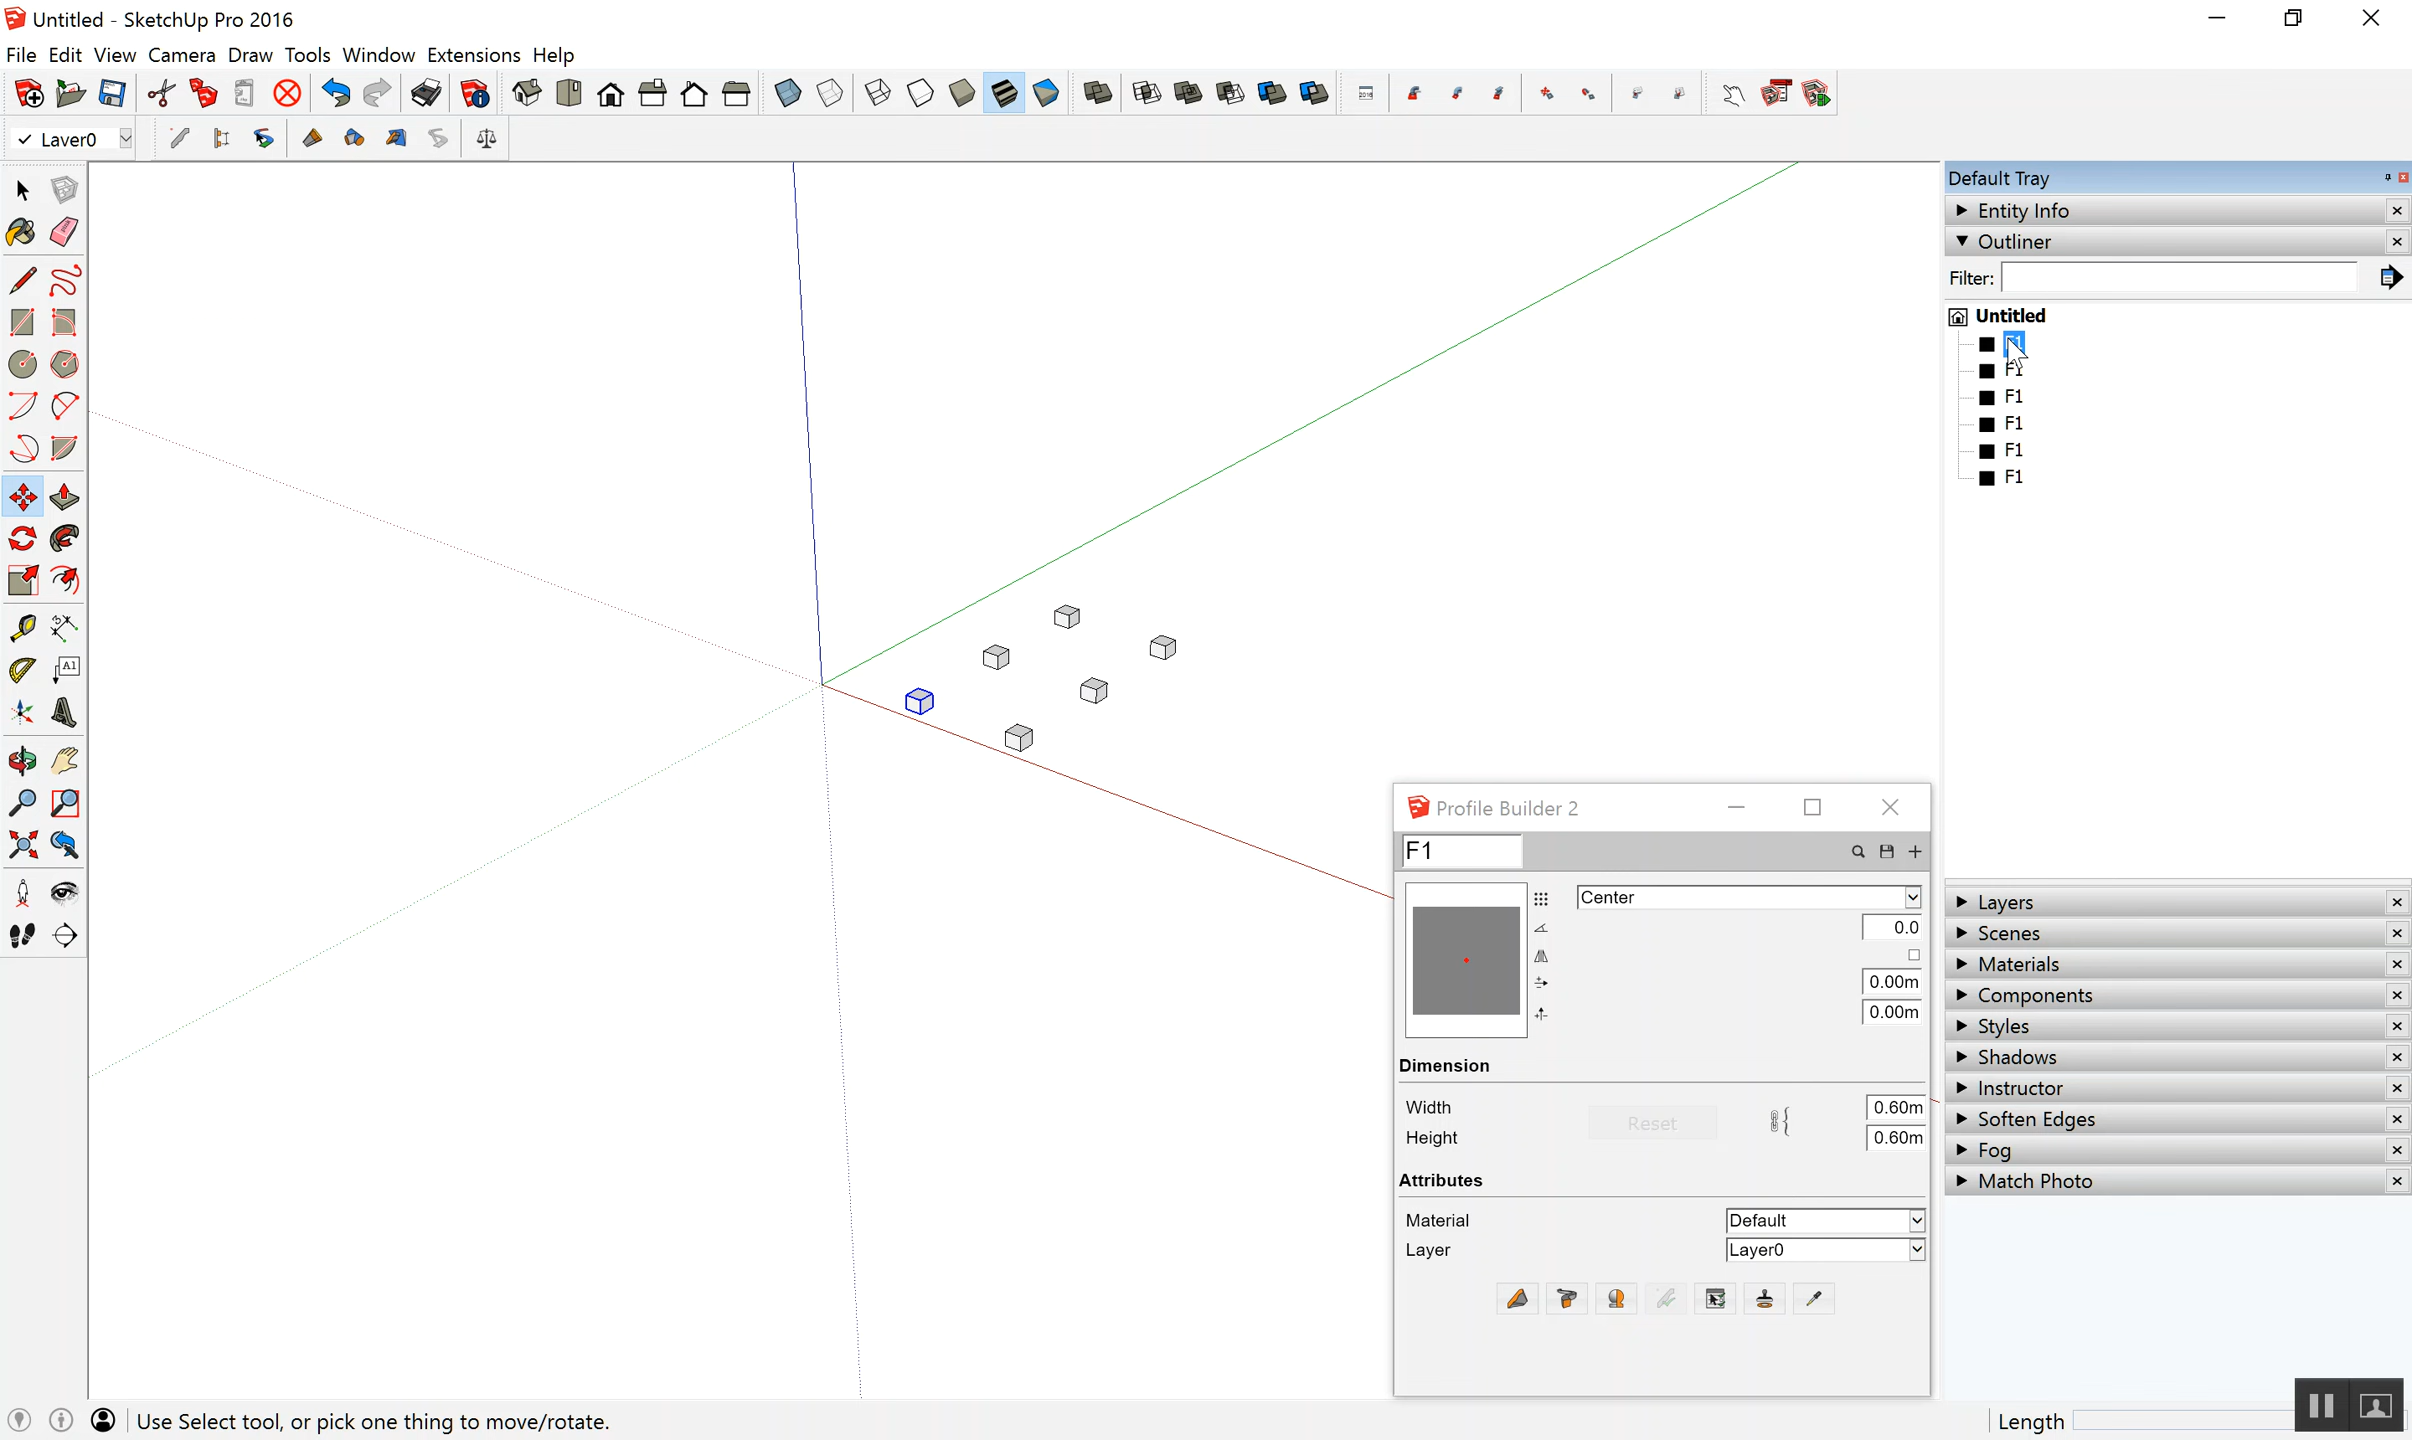 Untitled - SketchUp Pro 2016
File Edit View Camera Draw Tools Window Extensions Help
Layer0
Default Tray
Entity Info
Outliner
Filter:
Untitled
F1
F1
F1
F1
F1
F1
Profile Builder 2
F1
Center
0.0
0.00m
0.00m
Dimension
Width 0.60m
Reset
Height 0.60m
Attributes
Material Default
Layer Layer0
Layers
Scenes
Materials
Components
Styles
Shadows
Instructor
Soften Edges
Fog
Match Photo
Use Select tool, or pick one thing to move/rotate.
Length